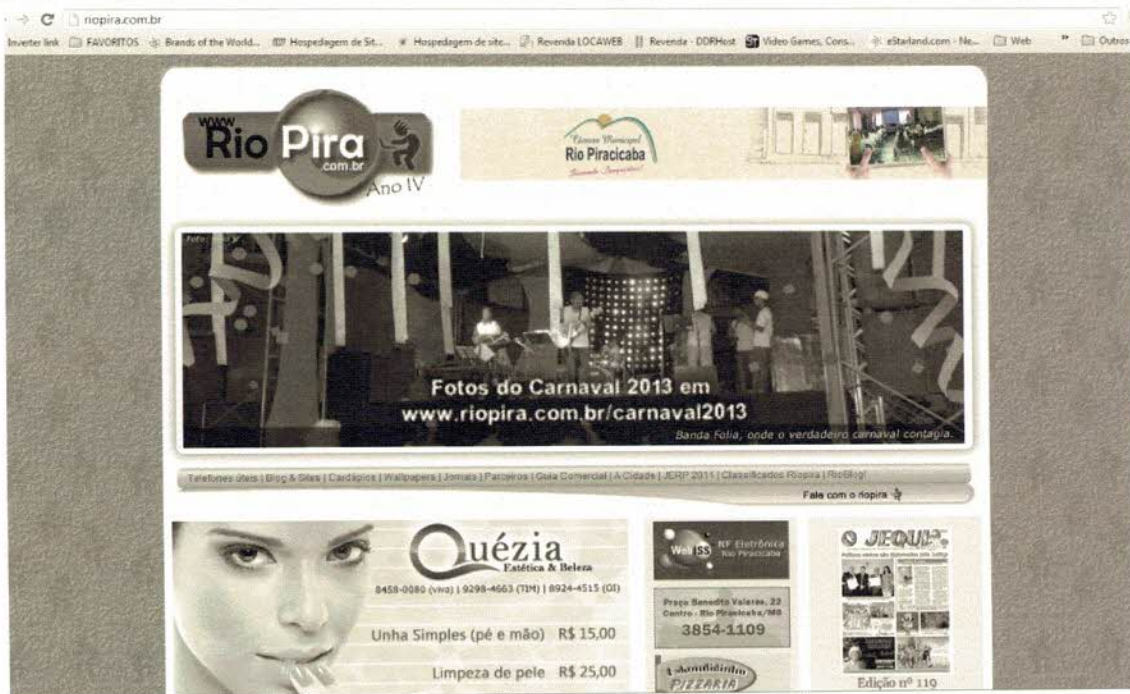 riopira.com.br
Inverter link FAVORITOS Brands of the World... Hospedagem de Sit... Hospedagem de site... Revenda LOCAWEB Revenda - DDRHost ST Video Games, Cons... eStarland.com - Ne... Web » Outros
www
Rio Pira
.com.br
Ano IV
Câmara Municipal
Rio Piracicaba
Fotos do Carnaval 2013 em
www.riopira.com.br/carnaval2013
Banda Folia, onde o verdadeiro carnaval contagia.
Telefones úteis | Blog & Sites | Cardápios | Wallpapers | Jornais | Parceiros | Guia Comercial | A Cidade | JERP 2011 | Classificados Riopira | RioBlog!
Fale com o riopira
Quézia
Estética & Beleza
8458-0080 (vivo) | 9298-4663 (TIM) | 8924-4515 (OI)
Unha Simples (pé e mão) R$ 15,00
Limpeza de pele R$ 25,00
Web ISS
NF Eletrônica
Rio Piracicaba
Praça Benedito Valares, 22
Centro - Rio Piracicaba/MG
3854-1109
PIZZARIA
O JEQUI
Edição nº 119